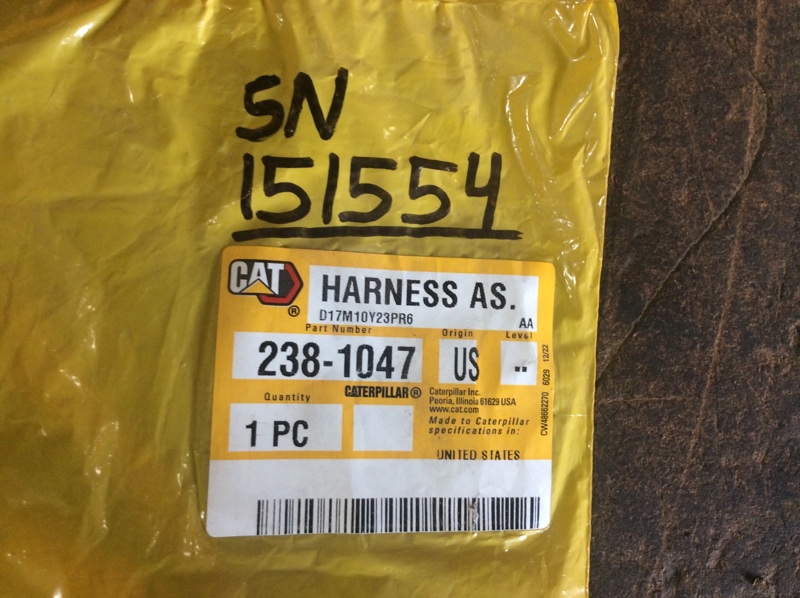 SN
151554
CAT
®
HARNESS AS.
D17M10Y23PR6
AA
Part Number
Origin
Level
238-1047
US
--
Quantity
CATERPILLAR®
1 PC
Caterpillar Inc.
Peoria, Illinois 61629 USA
www.cat.com
Made to Caterpillar
specifications in:
UNITED STATES
CW48662270 6029 12/22